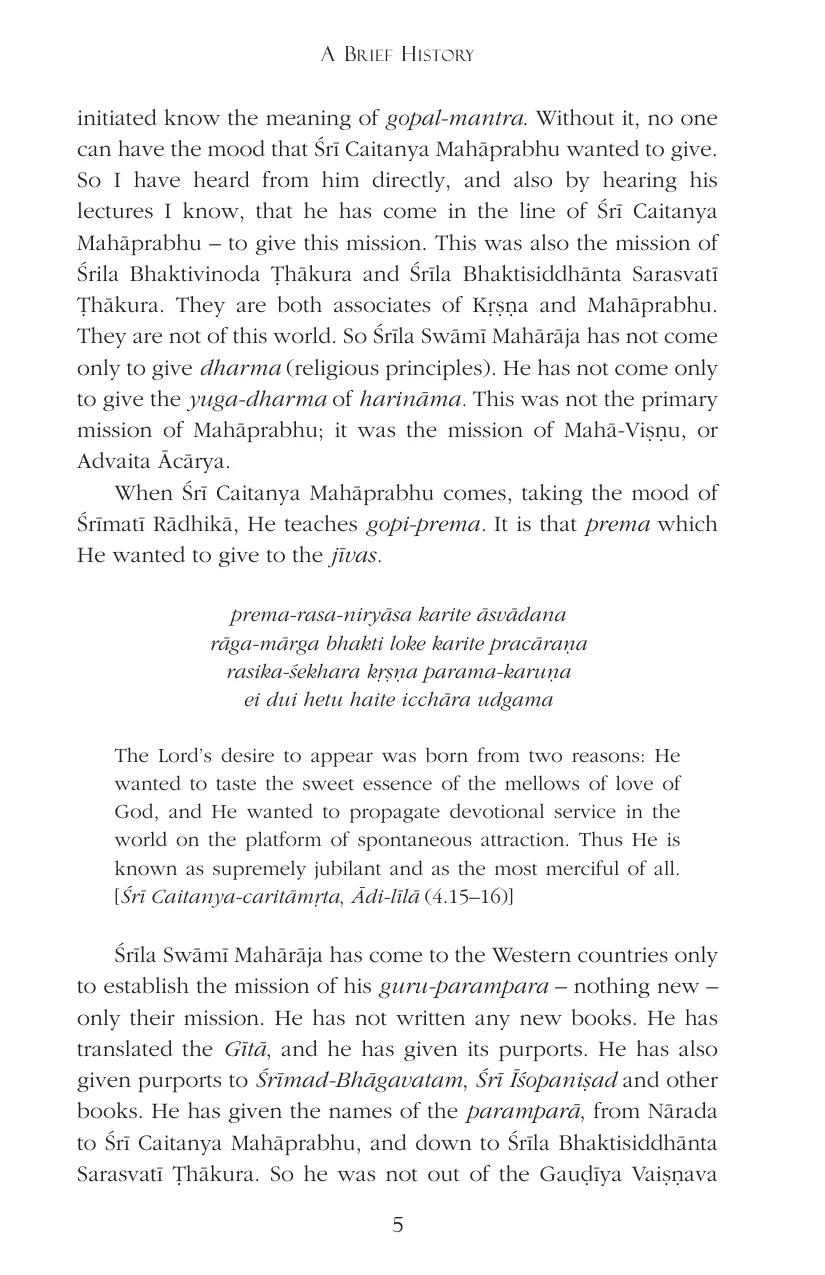 A Brief History
initiated know the meaning of gopal-mantra. Without it, no one
can have the mood that Śrī Caitanya Mahāprabhu wanted to give.
So I have heard from him directly, and also by hearing his
lectures I know, that he has come in the line of Śrī Caitanya
Mahāprabhu – to give this mission. This was also the mission of
Śrila Bhaktivinoda Ṭhākura and Śrīla Bhaktisiddhānta Sarasvatī
Ṭhākura. They are both associates of Kṛṣṇa and Mahāprabhu.
They are not of this world. So Śrīla Swāmī Mahārāja has not come
only to give dharma (religious principles). He has not come only
to give the yuga-dharma of harināma. This was not the primary
mission of Mahāprabhu; it was the mission of Mahā-Viṣṇu, or
Advaita Ācārya.
When Śrī Caitanya Mahāprabhu comes, taking the mood of
Śrīmatī Rādhikā, He teaches gopi-prema. It is that prema which
He wanted to give to the jīvas.
prema-rasa-niryāsa karite āsvādana
rāga-mārga bhakti loke karite pracāraṇa
rasika-śekhara kṛṣṇa parama-karuṇa
ei dui hetu haite icchāra udgama
The Lord's desire to appear was born from two reasons: He
wanted to taste the sweet essence of the mellows of love of
God, and He wanted to propagate devotional service in the
world on the platform of spontaneous attraction. Thus He is
known as supremely jubilant and as the most merciful of all.
[Śrī Caitanya-caritāmṛta, Ādi-līlā (4.15–16)]
Śrīla Swāmī Mahārāja has come to the Western countries only
to establish the mission of his guru-parampara – nothing new –
only their mission. He has not written any new books. He has
translated the Gītā, and he has given its purports. He has also
given purports to Śrīmad-Bhāgavatam, Śrī Īśopaniṣad and other
books. He has given the names of the paramparā, from Nārada
to Śrī Caitanya Mahāprabhu, and down to Śrīla Bhaktisiddhānta
Sarasvatī Ṭhākura. So he was not out of the Gauḍīya Vaiṣṇava
5